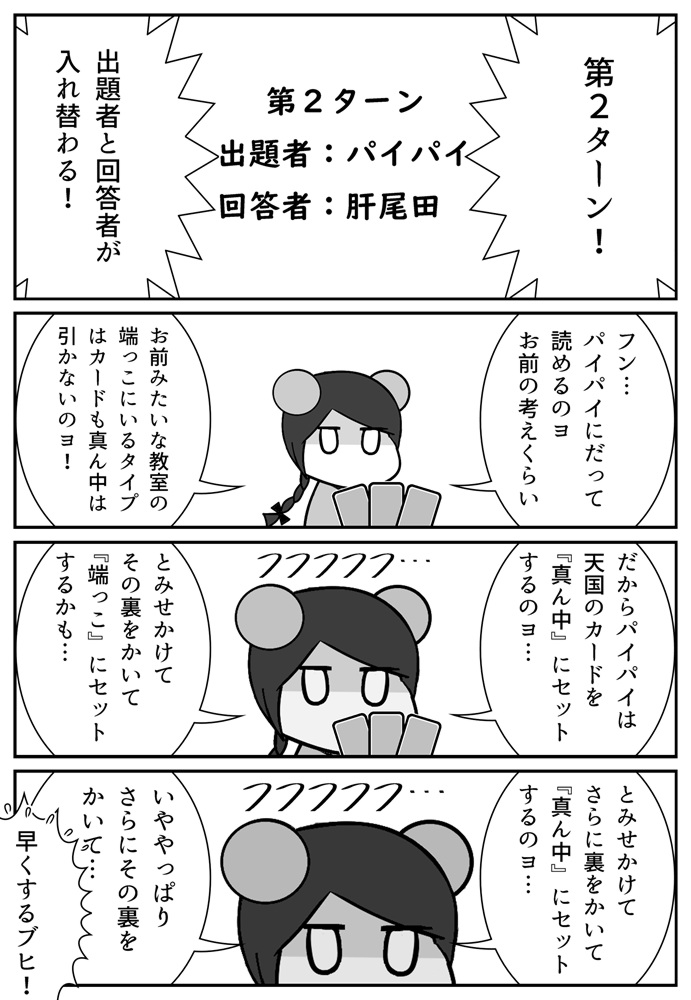 第２ターン！
第２ターン
出題者：パイパイ
回答者：肝尾田
出題者と回答者が
入れ替わる！
フン…
パイパイにだって
読めるのヨ
お前の考えくらい
お前みたいな教室の
端っこにいるタイプ
はカードも真ん中は
引かないのヨ！
だからパイパイは
天国のカードを
『真ん中』にセット
するのヨ…
フフフフフ…
とみせかけて
その裏をかいて
『端っこ』にセット
するかも…
とみせかけて
さらに裏をかいて
『真ん中』にセット
するのヨ…
フフフフフ…
いややっぱり
さらにその裏を
かいて…
早くするブヒ！